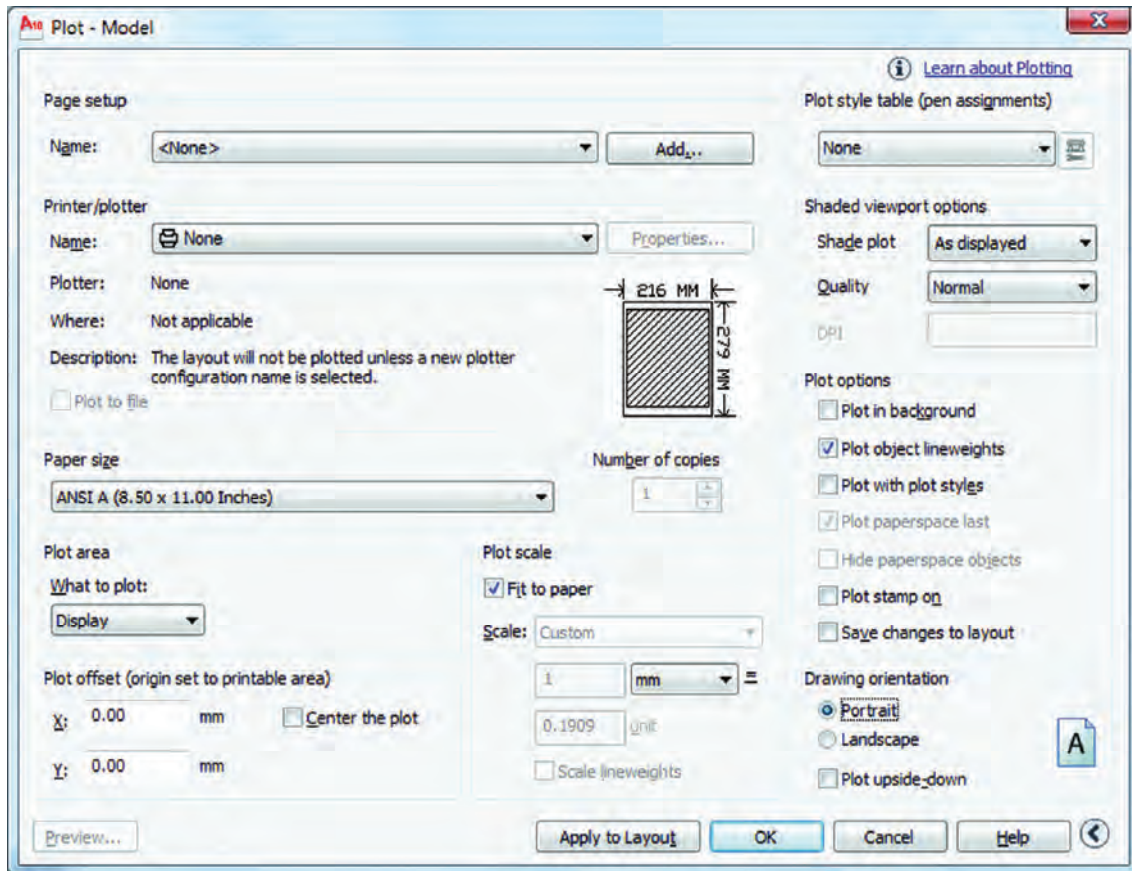 A10 Plot - Model
Learn about Plotting
Page setup
Name: <None> Add...
Plot style table (pen assignments)
None
Printer/plotter
Name: None Properties...
Plotter: None
Where: Not applicable
Description: The layout will not be plotted unless a new plotter
configuration name is selected.
Plot to file
216 MM
279 MM
Shaded viewport options
Shade plot As displayed
Quality Normal
DPI
Paper size
ANSI A (8.50 x 11.00 Inches)
Number of copies
1
Plot options
Plot in background
Plot object lineweights
Plot with plot styles
Plot paperspace last
Hide paperspace objects
Plot stamp on
Save changes to layout
Plot area
What to plot:
Display
Plot scale
Fit to paper
Scale: Custom
1 mm =
0.1909 unit
Scale lineweights
Plot offset (origin set to printable area)
X: 0.00 mm Center the plot
Y: 0.00 mm
Drawing orientation
Portrait
Landscape
Plot upside-down
A
Preview... Apply to Layout OK Cancel Help